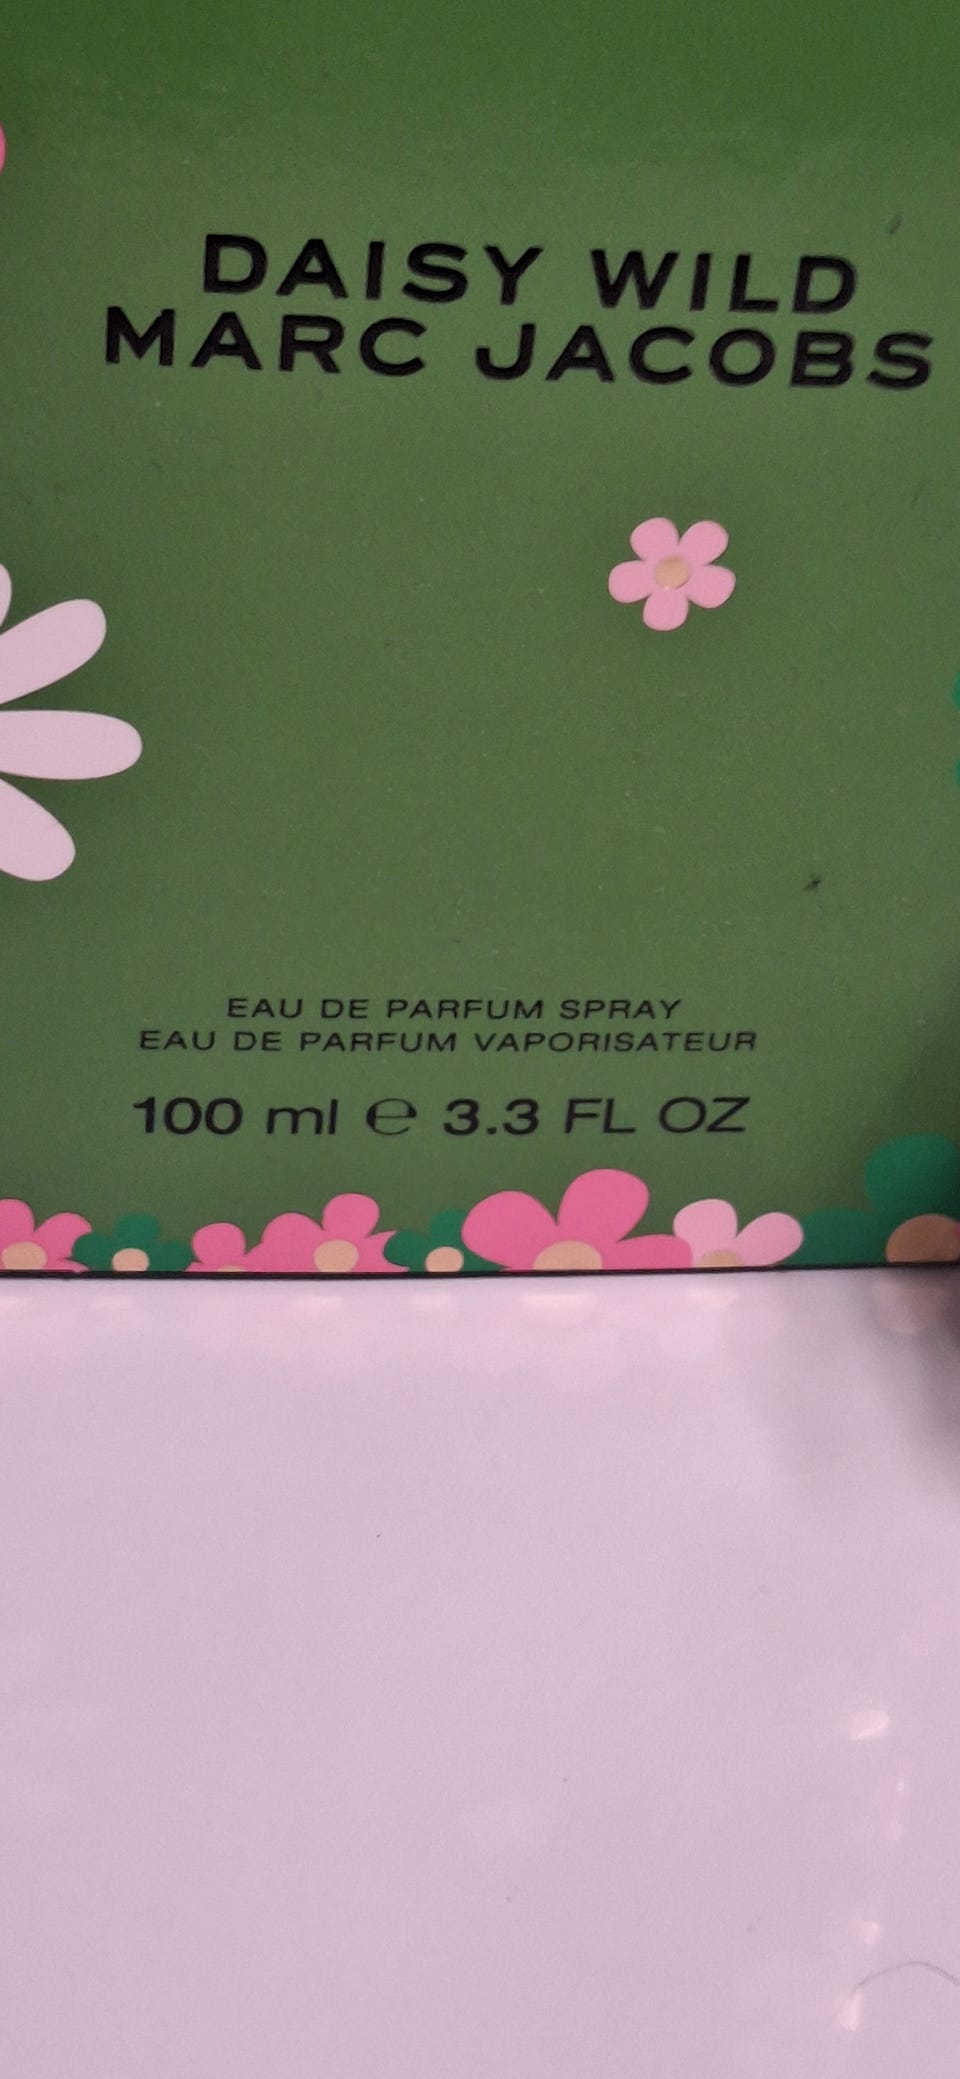 DAISY WILD
MARC JACOBS
EAU DE PARFUM SPRAY
EAU DE PARFUM VAPORISATEUR
100 ml ℮ 3.3 FL OZ